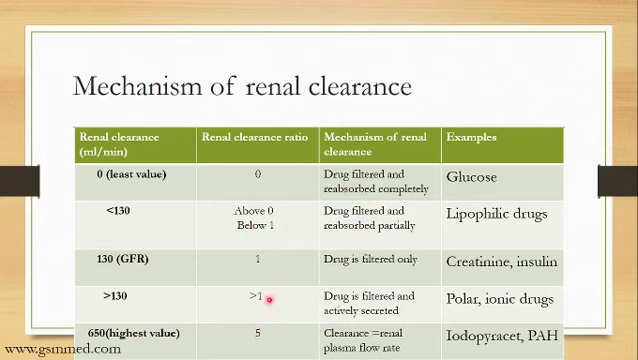 Mechanism of renal clearance
Renal clearance (ml/min)
Renal clearance ratio
Mechanism of renal clearance
Examples
0 (least value)
0
Drug filtered and reabsorbed completely
Glucose
<130
Above 0
Below 1
Drug filtered and reabsorbed partially
Lipophilic drugs
130 (GFR)
1
Drug is filtered only
Creatinine, insulin
>130
>1
Drug is filtered and actively secreted
Polar, ionic drugs
650(highest value)
5
Clearance =renal plasma flow rate
Iodopyracet, PAH
www.gsmmed.com